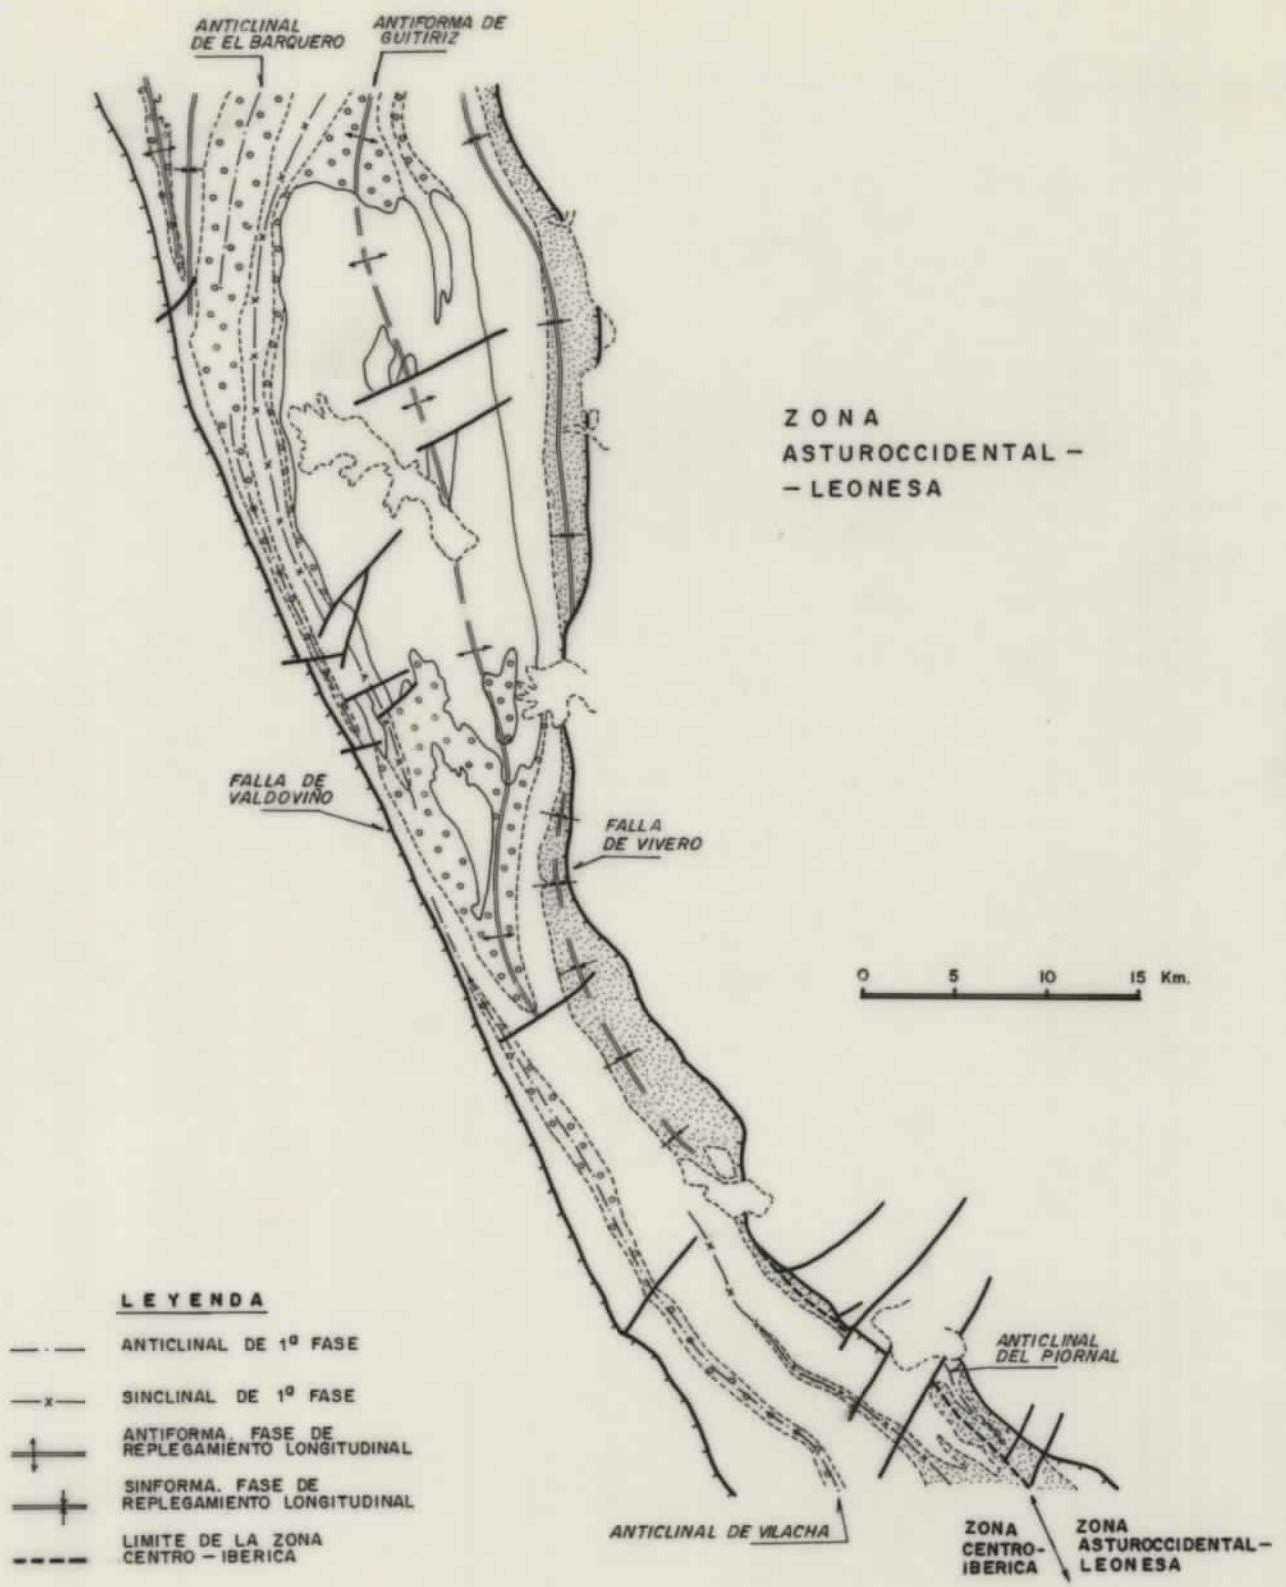 ANTICLINAL
DE EL BARQUERO
ANTIFORMA DE
GUITIRIZ
ZONA
ASTUROCCIDENTAL —
— LEONESA
FALLA DE
VALDOVIÑO
FALLA
DE VIVERO
0 5 10 15 Km.
LEYENDA
ANTICLINAL DE 1ª FASE
SINCLINAL DE 1ª FASE
ANTIFORMA. FASE DE
REPLEGAMIENTO LONGITUDINAL
SINFORMA. FASE DE
REPLEGAMIENTO LONGITUDINAL
LIMITE DE LA ZONA
CENTRO – IBERICA
ANTICLINAL
DEL PIORNAL
ANTICLINAL DE VILACHA
ZONA
CENTRO-
IBERICA
ZONA
ASTUROCCIDENTAL—
LEONESA